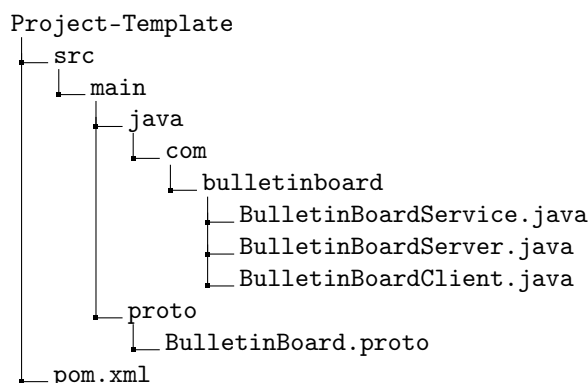 Project-Template
src
main
java
com
bulletinboard
BulletinBoardService.java
BulletinBoardServer.java
BulletinBoardClient.java
proto
BulletinBoard.proto
pom.xml